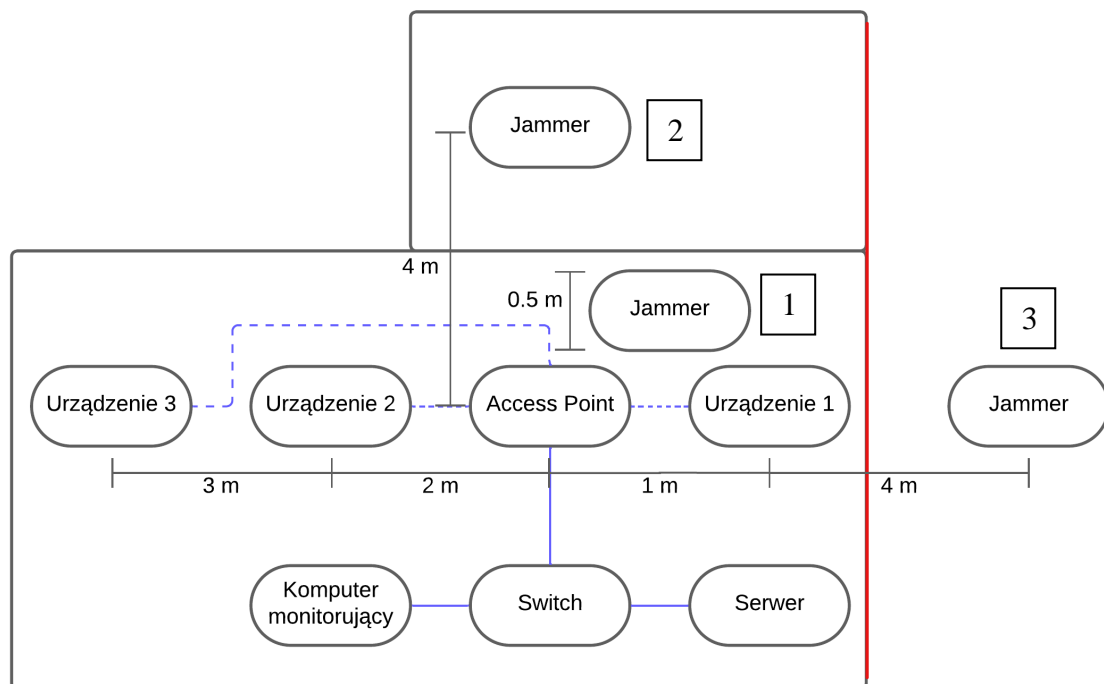 Jammer
2
4 m
0.5 m
Jammer
1
3
Urządzenie 3
Urządzenie 2
Access Point
Urządzenie 1
Jammer
3 m
2 m
1 m
4 m
Komputer
monitorujący
Switch
Serwer